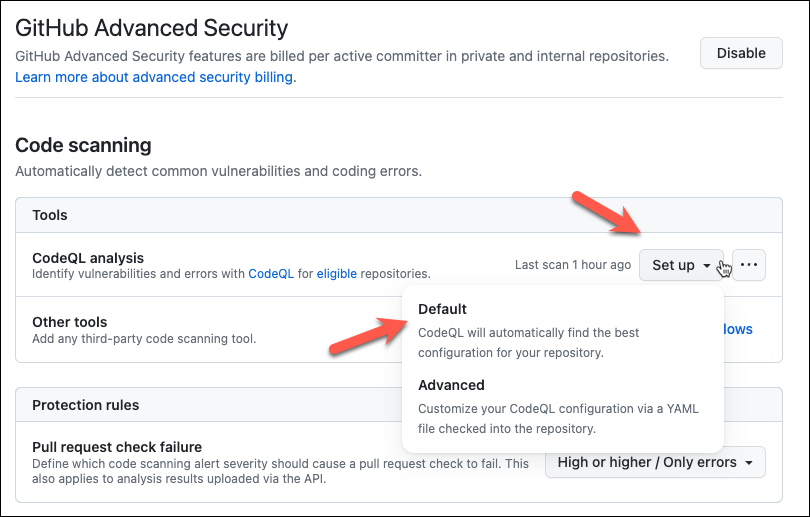 GitHub Advanced Security
GitHub Advanced Security features are billed per active committer in private and internal repositories.
Learn more about advanced security billing.
Disable
Code scanning
Automatically detect common vulnerabilities and coding errors.
Tools
CodeQL analysis
Identify vulnerabilities and errors with CodeQL for eligible repositories.
Last scan 1 hour ago
Set up
Default
CodeQL will automatically find the best
configuration for your repository.
Advanced
Customize your CodeQL configuration via a YAML
file checked into the repository.
Other tools
Add any third-party code scanning tool.
Protection rules
Pull request check failure
Define which code scanning alert severity should cause a pull request check to fail. This
also applies to analysis results uploaded via the API.
High or higher / Only errors